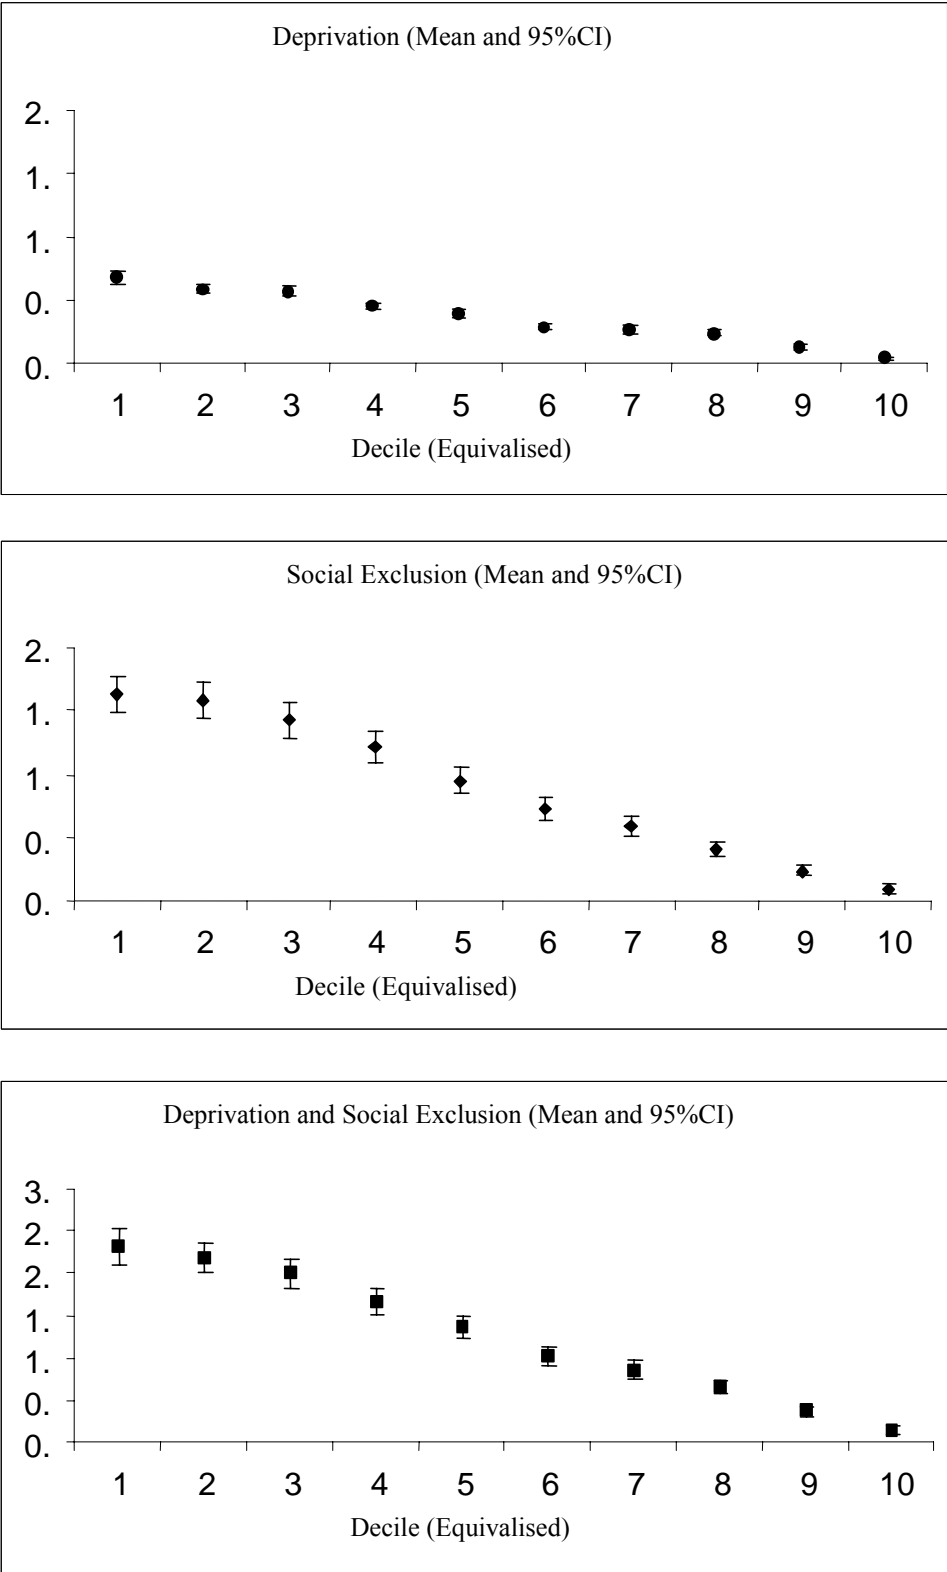 Deprivation (Mean and 95%CI)
2.
1.
1.
0.
0.
1 2 3 4 5 6 7 8 9 10
Decile (Equivalised)
Social Exclusion (Mean and 95%CI)
2.
1.
1.
0.
0.
1 2 3 4 5 6 7 8 9 10
Decile (Equivalised)
Deprivation and Social Exclusion (Mean and 95%CI)
3.
2.
2.
1.
1.
0.
0.
1 2 3 4 5 6 7 8 9 10
Decile (Equivalised)